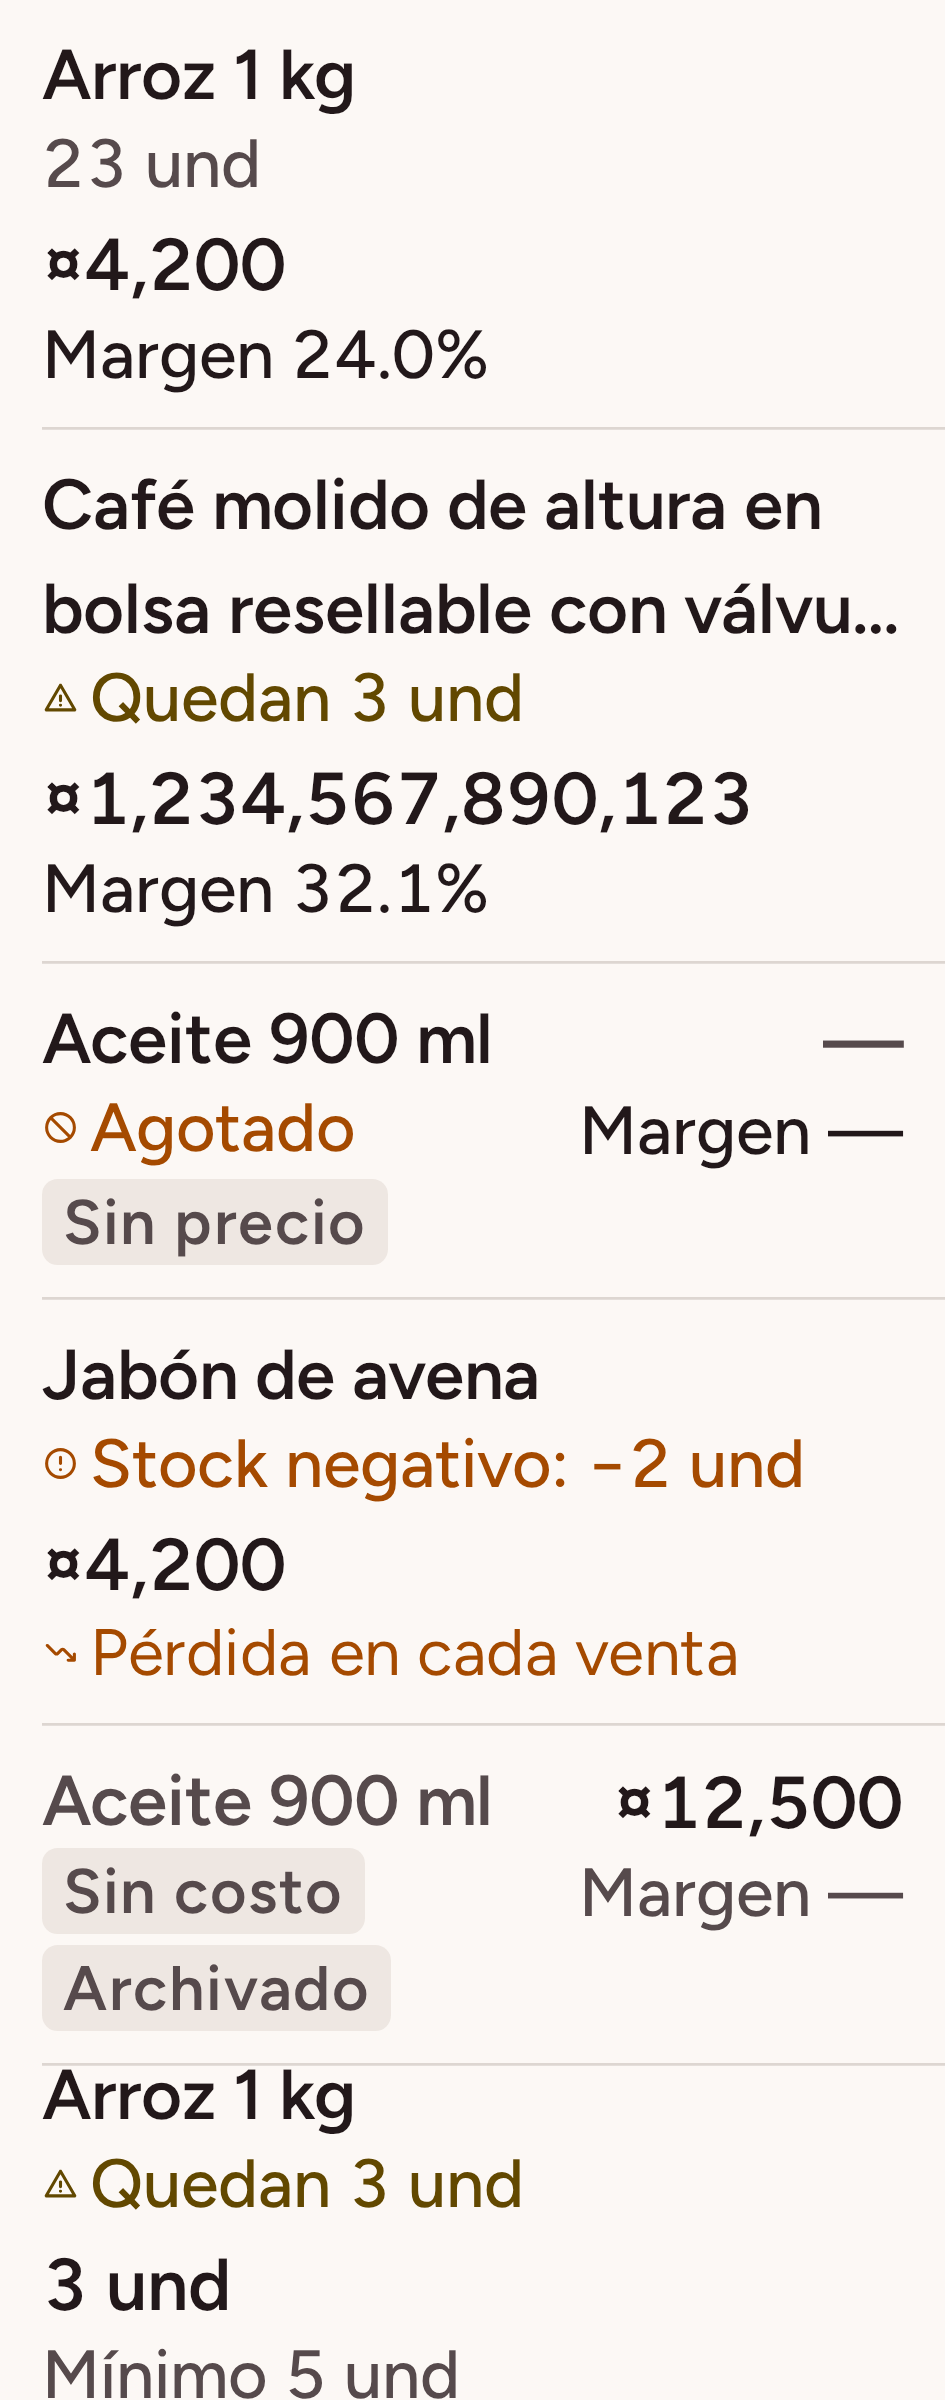 Arroz 1 kg
23 und
¤4,200
Margen 24.0%
Café molido de altura en
bolsa resellable con válvu...
Quedan 3 und
¤1,234,567,890,123
Margen 32.1%
Aceite 900 ml —
Agotado Margen —
Sin precio
Jabón de avena
Stock negativo: −2 und
¤4,200
Pérdida en cada venta
Aceite 900 ml ¤12,500
Sin costo Margen —
Archivado
Arroz 1 kg
Quedan 3 und
3 und
Mínimo 5 und